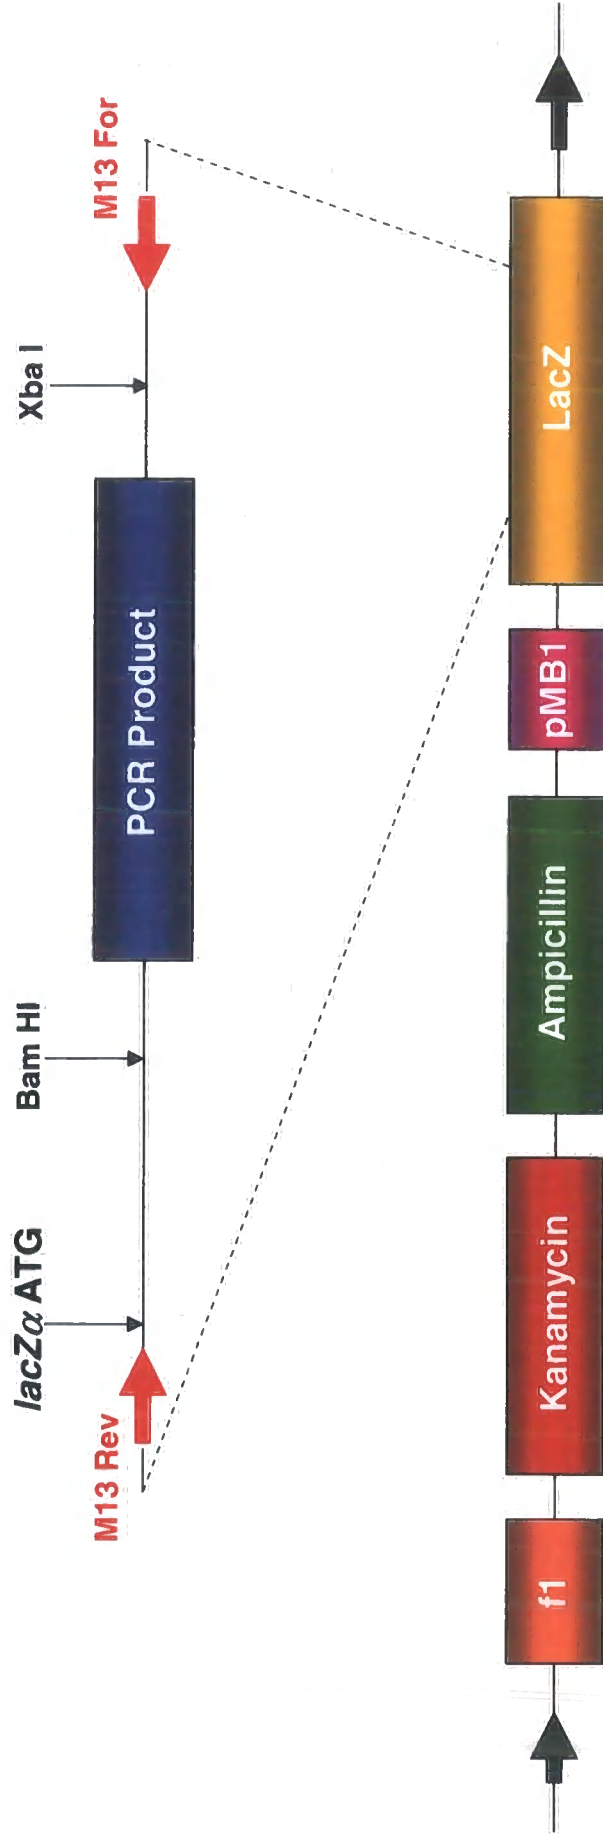 lacZα ATG
Bam HI
Xba I
M13 Rev
PCR Product
M13 For
f1
Kanamycin
Ampicillin
pMB1
LacZ